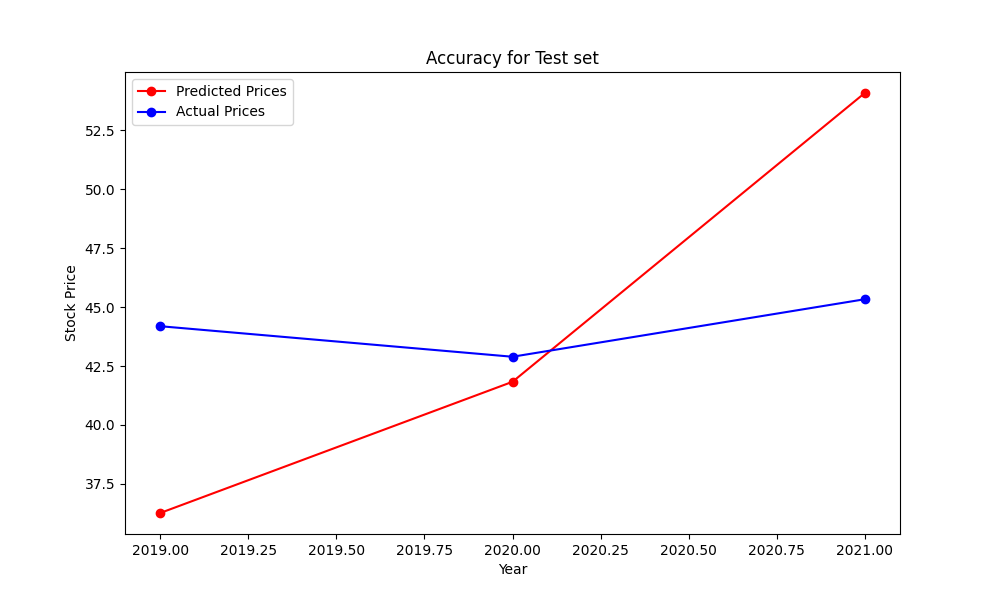 Accuracy for Test set
Predicted Prices
Actual Prices
52.5
50.0
47.5
45.0
42.5
40.0
37.5
Stock Price
2019.00 2019.25 2019.50 2019.75 2020.00 2020.25 2020.50 2020.75 2021.00
Year